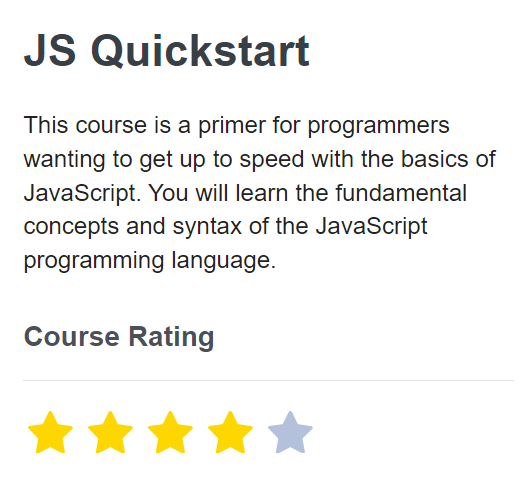 JS Quickstart
This course is a primer for programmers
wanting to get up to speed with the basics of
JavaScript. You will learn the fundamental
concepts and syntax of the JavaScript
programming language.
Course Rating